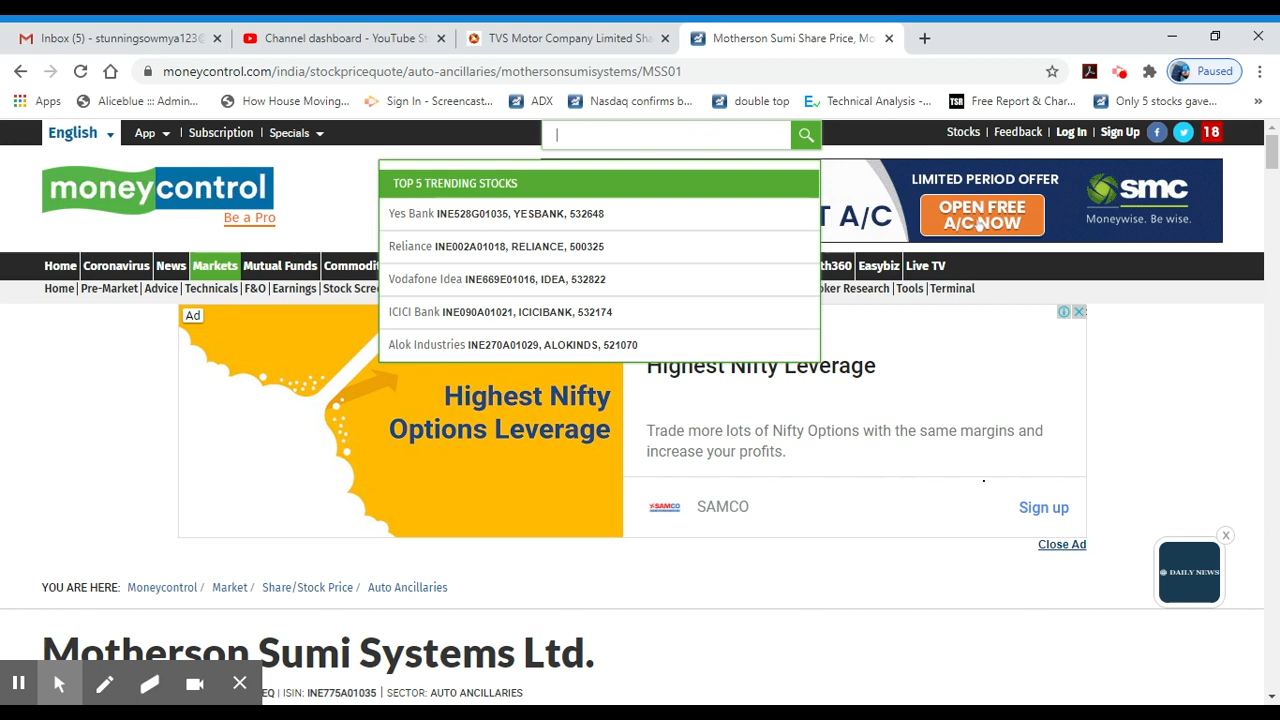 Inbox (5) - stunningsowmya123@
Channel dashboard - YouTube St
TVS Motor Company Limited Sha
Motherson Sumi Share Price, Mo
moneycontrol.com/india/stockpricequote/auto-ancillaries/mothersonsumisystems/MSS01
Paused
Apps
Aliceblue ::: Admin...
How House Moving...
Sign In - Screencast...
ADX
Nasdaq confirms b...
double top
Technical Analysis -...
TSR Free Report & Char...
Only 5 stocks gave...
English
App
Subscription
Specials
Stocks | Feedback | Log In | Sign Up
18
moneycontrol
Be a Pro
TOP 5 TRENDING STOCKS
Yes Bank INE528G01035, YESBANK, 532648
Reliance INE002A01018, RELIANCE, 500325
Vodafone Idea INE669E01016, IDEA, 532822
ICICI Bank INE090A01021, ICICIBANK, 532174
Alok Industries INE270A01029, ALOKINDS, 521070
T A/C
LIMITED PERIOD OFFER
OPEN FREE
A/C NOW
smc
Moneywise. Be wise.
Home Coronavirus News Markets Mutual Funds Commodit
th360 Easybiz Live TV
Home | Pre-Market | Advice | Technicals | F&O | Earnings | Stock Scre
oker Research | Tools | Terminal
Ad
Highest Nifty
Options Leverage
Highest Nifty Leverage
Trade more lots of Nifty Options with the same margins and
increase your profits.
SAMCO
SAMCO
Sign up
Close Ad
DAILY NEWS
YOU ARE HERE: Moneycontrol / Market / Share/Stock Price / Auto Ancillaries
Motherson Sumi Systems Ltd.
EQ | ISIN: INE775A01035 | SECTOR: AUTO ANCILLARIES